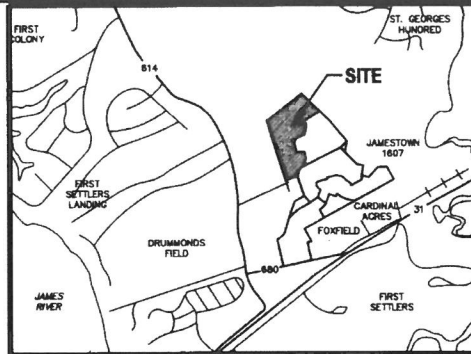 FIRST
COLONY
ST. GEORGES
HUNDRED
614
SITE
JAMESTOWN
1607
FIRST
SETTLERS
LANDING
CARDINAL
ACRES
31
FOXFIELD
DRUMMONDS
FIELD
680
JAMES
RIVER
FIRST
SETTLERS